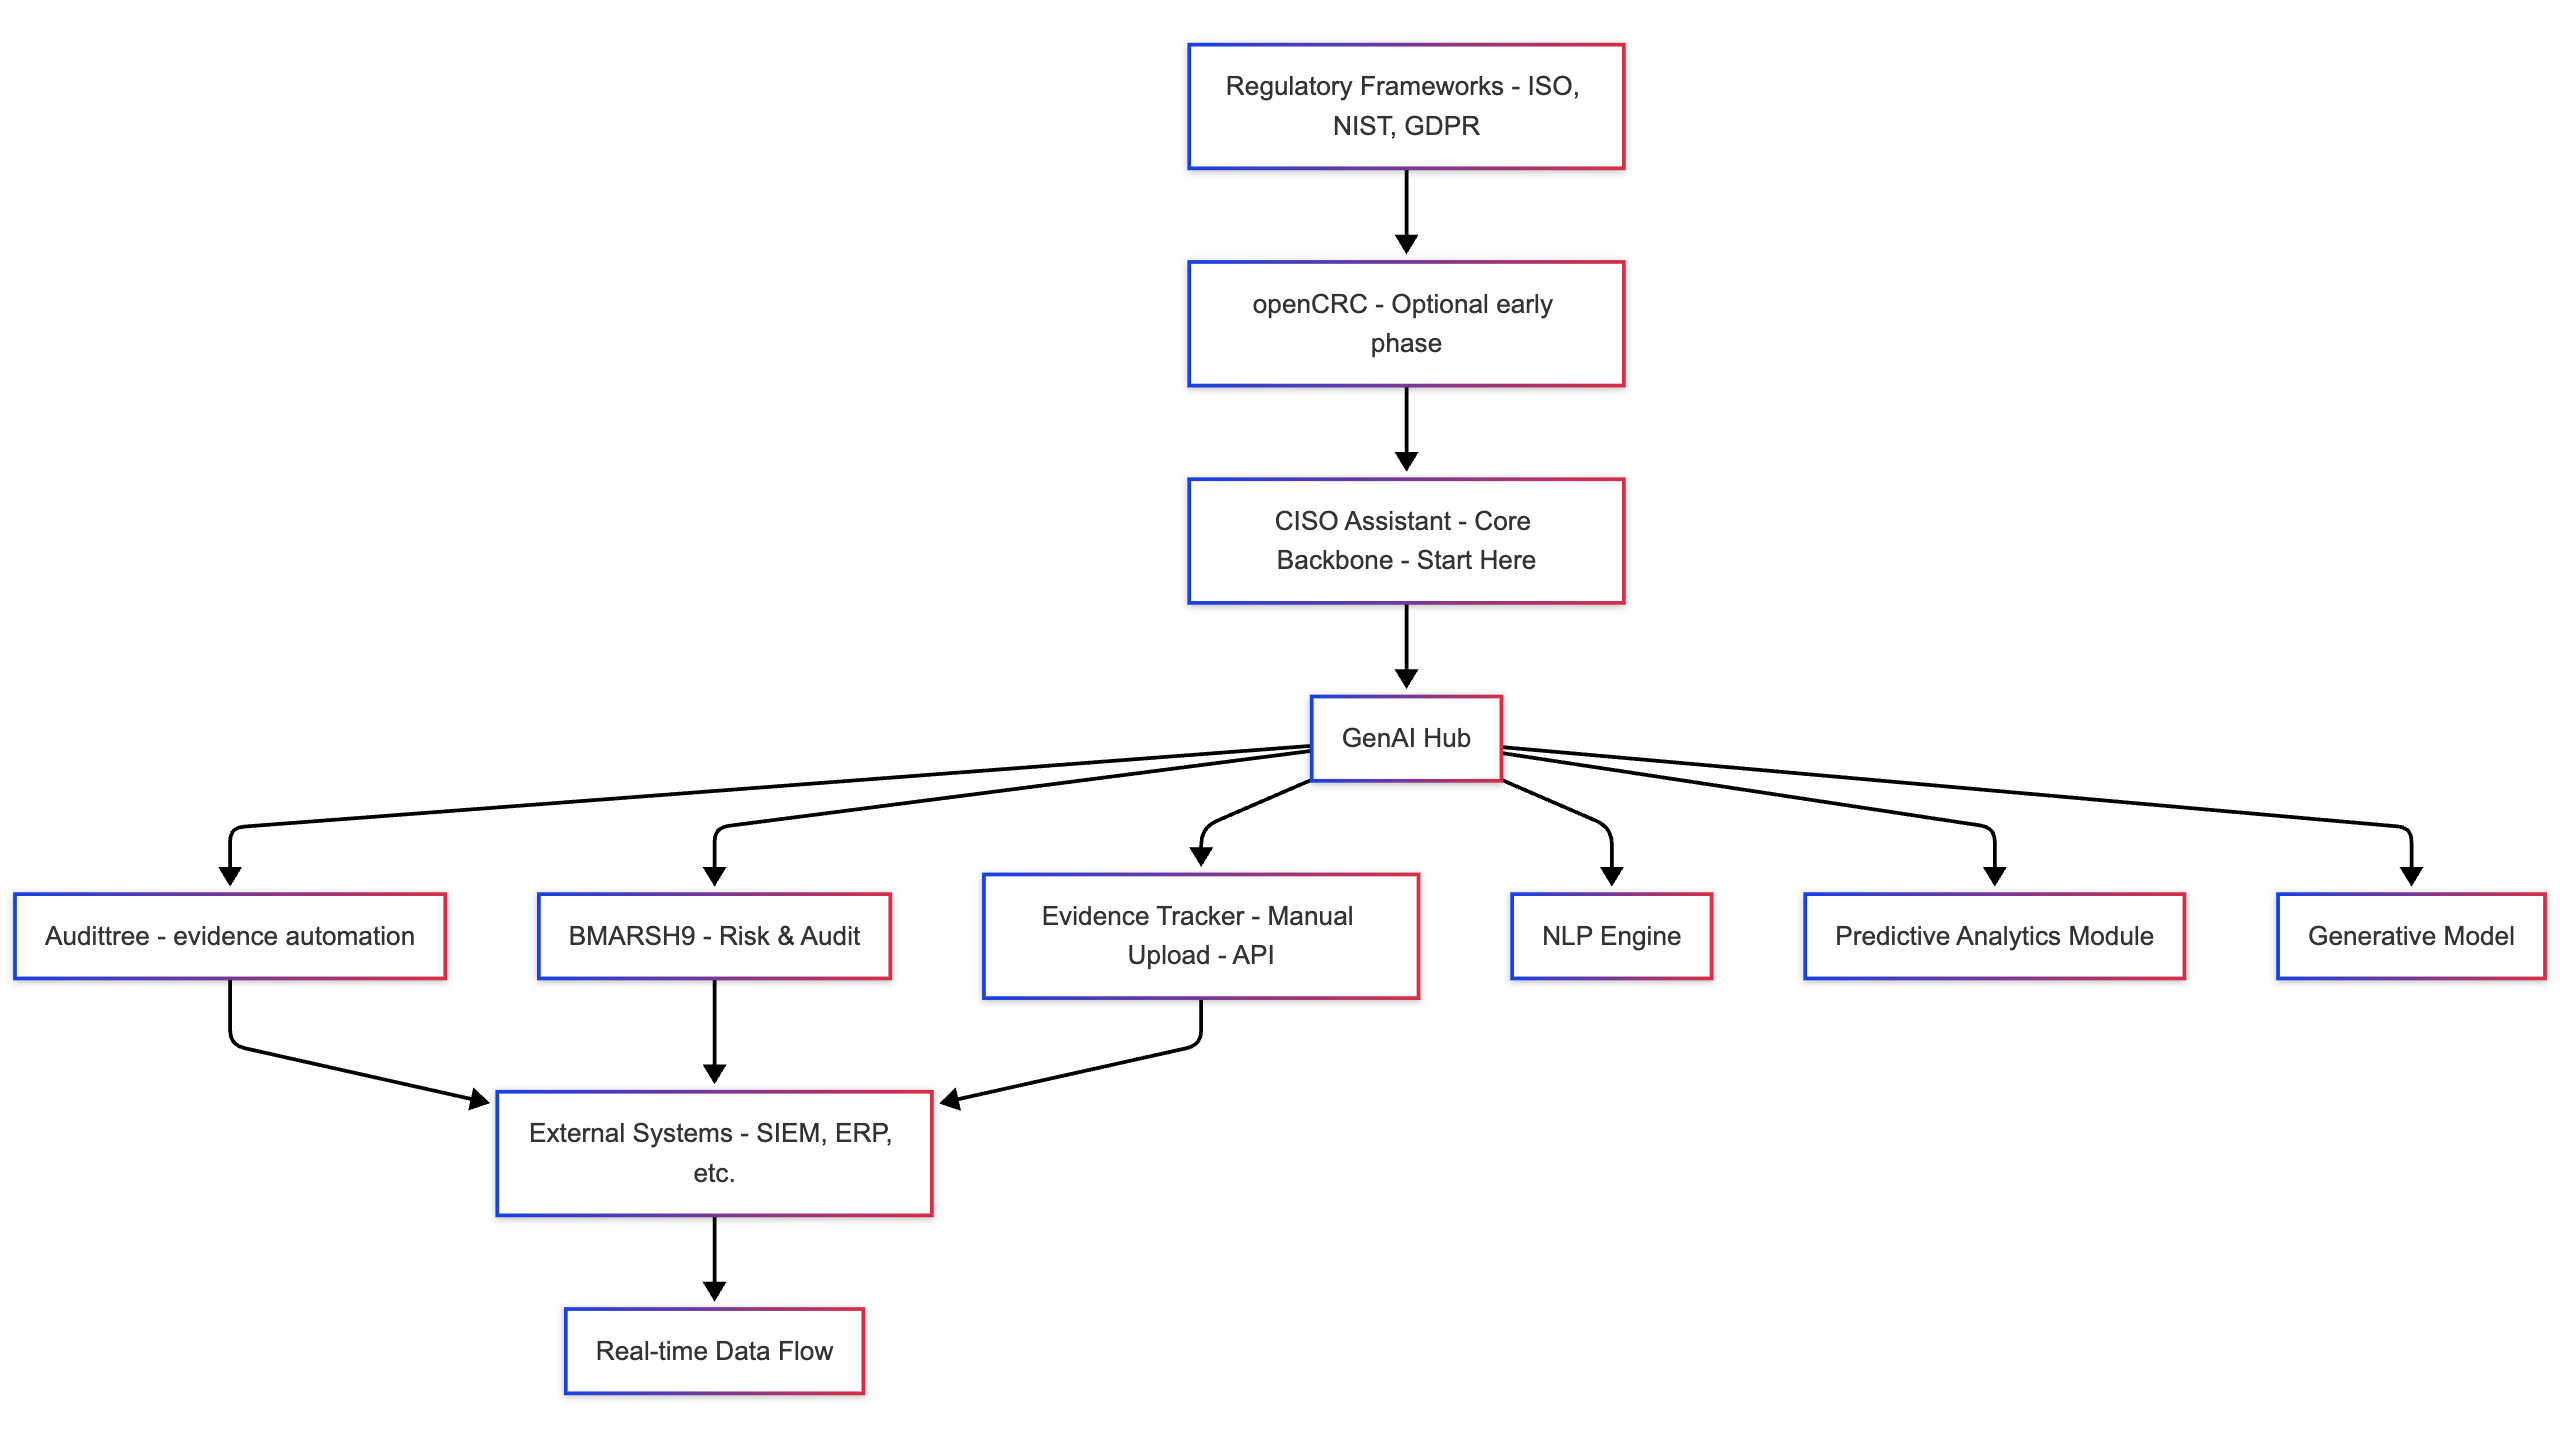 Regulatory Frameworks - ISO,
NIST, GDPR
openCRC - Optional early
phase
CISO Assistant - Core
Backbone - Start Here
GenAI Hub
Audittree - evidence automation
BMARSH9 - Risk & Audit
Evidence Tracker - Manual
Upload - API
NLP Engine
Predictive Analytics Module
Generative Model
External Systems - SIEM, ERP,
etc.
Real-time Data Flow